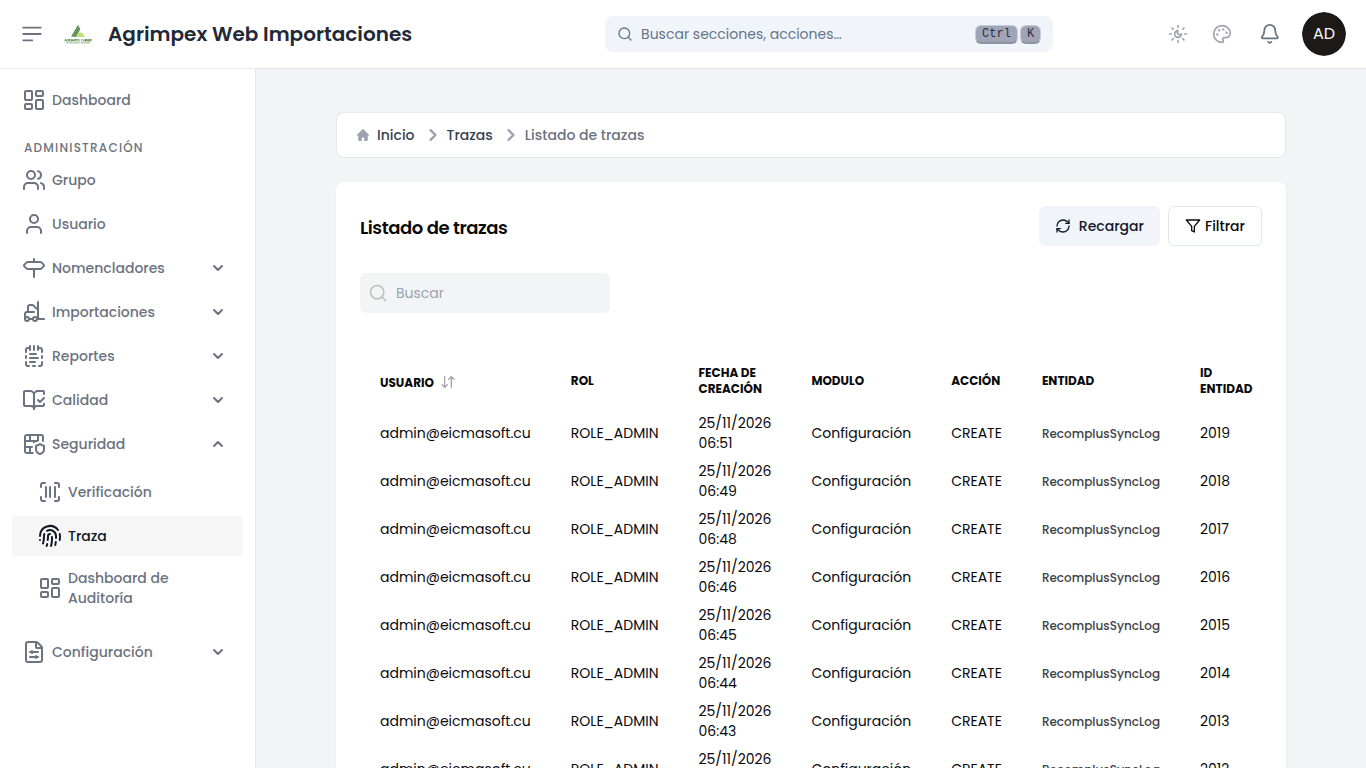 Agrimpex Web Importaciones
Buscar secciones, acciones...
Ctrl K
AD
Dashboard
ADMINISTRACIÓN
Grupo
Usuario
Nomencladores
Importaciones
Reportes
Calidad
Seguridad
Verificación
Traza
Dashboard de
Auditoría
Configuración
Inicio
Trazas
Listado de trazas
Listado de trazas
Recargar
Filtrar
Buscar
USUARIO ROL FECHA DE CREACIÓN MODULO ACCIÓN ENTIDAD ID ENTIDAD
admin@eicmasoft.cu ROLE_ADMIN 25/11/2026 06:51 Configuración CREATE RecomplusSyncLog 2019
admin@eicmasoft.cu ROLE_ADMIN 25/11/2026 06:49 Configuración CREATE RecomplusSyncLog 2018
admin@eicmasoft.cu ROLE_ADMIN 25/11/2026 06:48 Configuración CREATE RecomplusSyncLog 2017
admin@eicmasoft.cu ROLE_ADMIN 25/11/2026 06:46 Configuración CREATE RecomplusSyncLog 2016
admin@eicmasoft.cu ROLE_ADMIN 25/11/2026 06:45 Configuración CREATE RecomplusSyncLog 2015
admin@eicmasoft.cu ROLE_ADMIN 25/11/2026 06:44 Configuración CREATE RecomplusSyncLog 2014
admin@eicmasoft.cu ROLE_ADMIN 25/11/2026 06:43 Configuración CREATE RecomplusSyncLog 2013
25/11/2026